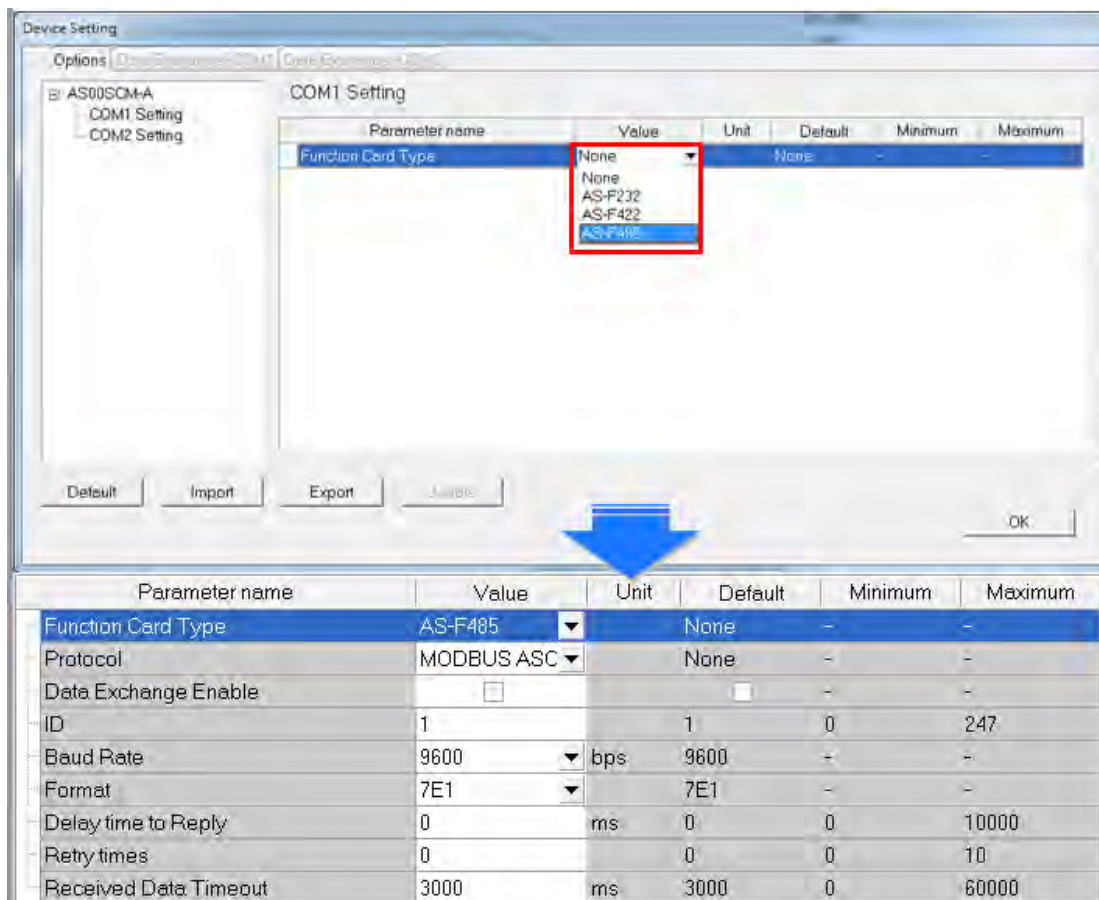 Device Setting
Options
AS00SCM-A
COM1 Setting
COM2 Setting
COM1 Setting
Parameter name Value Unit Default Minimum Maximum
Function Card Type None None - -
None
AS-F232
AS-F422
AS-F485
Default Import Export
OK
Parameter name Value Unit Default Minimum Maximum
Function Card Type AS-F485 None - -
Protocol MODBUS ASC None - -
Data Exchange Enable - -
ID 1 1 0 247
Baud Rate 9600 bps 9600 - -
Format 7E1 7E1 - -
Delay time to Reply 0 ms 0 0 10000
Retry times 0 0 0 10
Received Data Timeout 3000 ms 3000 0 60000